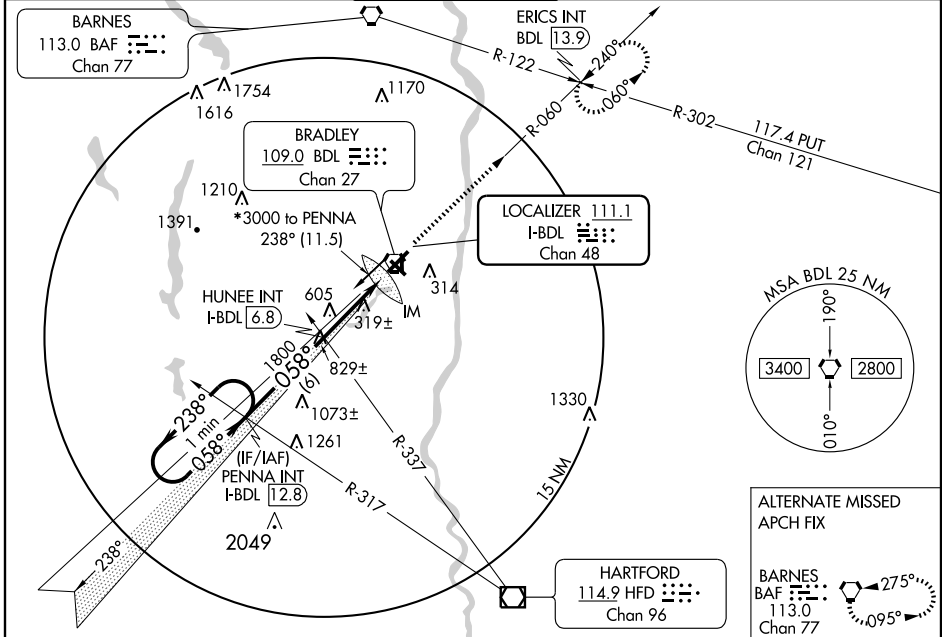 BARNES
113.0 BAF
Chan 77
ERICS INT
BDL 13.9
R-122
240°
060°
R-060
R-302
117.4 PUT
Chan 121
1754
1616
1170
BRADLEY
109.0 BDL
Chan 27
1210
1391
*3000 to PENNA
238° (11.5)
LOCALIZER 111.1
I-BDL
Chan 48
314
HUNEE INT
I-BDL 6.8
605
319±
IM
829±
1800
058°
(6)
1073±
1261
238°
1 min
058°
(IF/IAF)
PENNA INT
I-BDL 12.8
2049
R-337
R-317
238°
1330
15 NM
HARTFORD
114.9 HFD
Chan 96
MSA BDL 25 NM
190°
3400
2800
010°
ALTERNATE MISSED
APCH FIX
BARNES
BAF
113.0
Chan 77
275°
095°